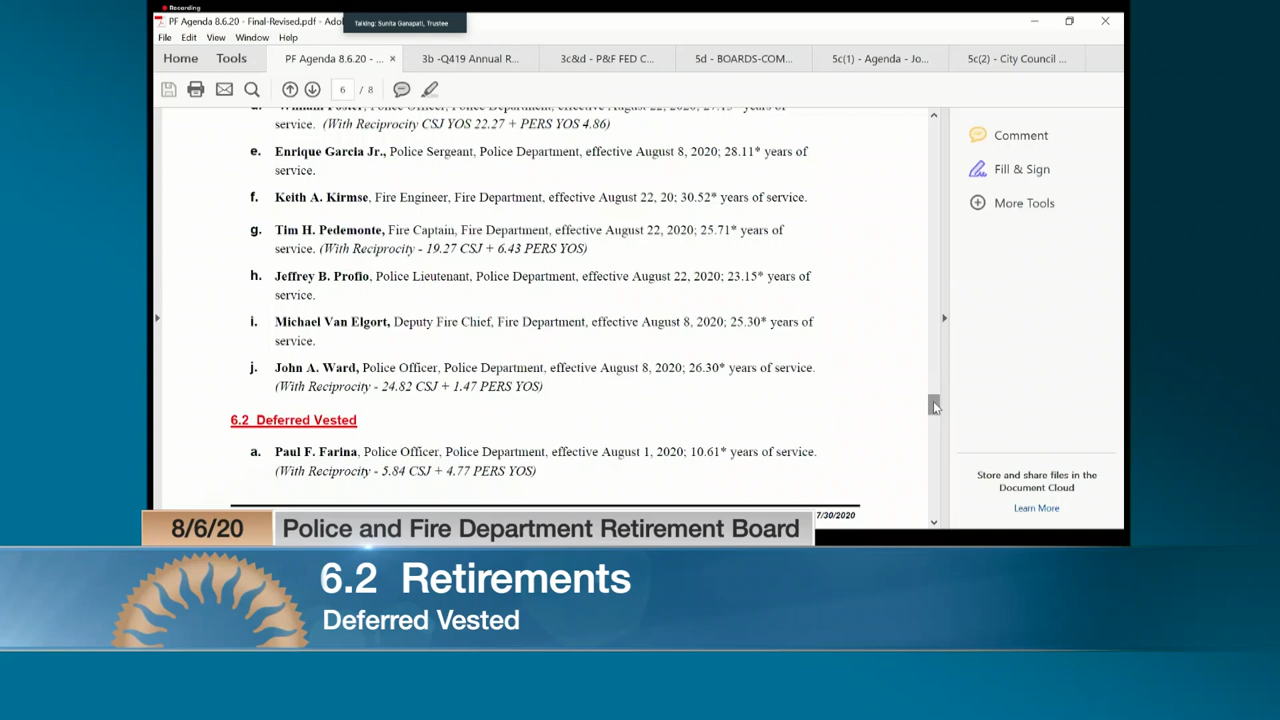 Recording
PF Agenda 8.6.20 - Final-Revised.pdf - Ado
Talking: Sunita Ganapati, Trustee
File Edit View Window Help
Home Tools PF Agenda 8.6.20 - ... × 3b -Q419 Annual R... 3c&d - P&F FED C... 5d - BOARDS-COM... 5c(1) - Agenda - Jo... 5c(2) - City Council ...
6 / 8
service. (With Reciprocity CSJ YOS 22.27 + PERS YOS 4.86)
e. Enrique Garcia Jr., Police Sergeant, Police Department, effective August 8, 2020; 28.11* years of
service.
f. Keith A. Kirmse, Fire Engineer, Fire Department, effective August 22, 20; 30.52* years of service.
g. Tim H. Pedemonte, Fire Captain, Fire Department, effective August 22, 2020; 25.71* years of
service. (With Reciprocity - 19.27 CSJ + 6.43 PERS YOS)
h. Jeffrey B. Profio, Police Lieutenant, Police Department, effective August 22, 2020; 23.15* years of
service.
i. Michael Van Elgort, Deputy Fire Chief, Fire Department, effective August 8, 2020; 25.30* years of
service.
j. John A. Ward, Police Officer, Police Department, effective August 8, 2020; 26.30* years of service.
(With Reciprocity - 24.82 CSJ + 1.47 PERS YOS)
6.2 Deferred Vested
a. Paul F. Farina, Police Officer, Police Department, effective August 1, 2020; 10.61* years of service.
(With Reciprocity - 5.84 CSJ + 4.77 PERS YOS)
7/30/2020
Comment
Fill & Sign
More Tools
Store and share files in the
Document Cloud
Learn More
8/6/20 Police and Fire Department Retirement Board
6.2 Retirements
Deferred Vested